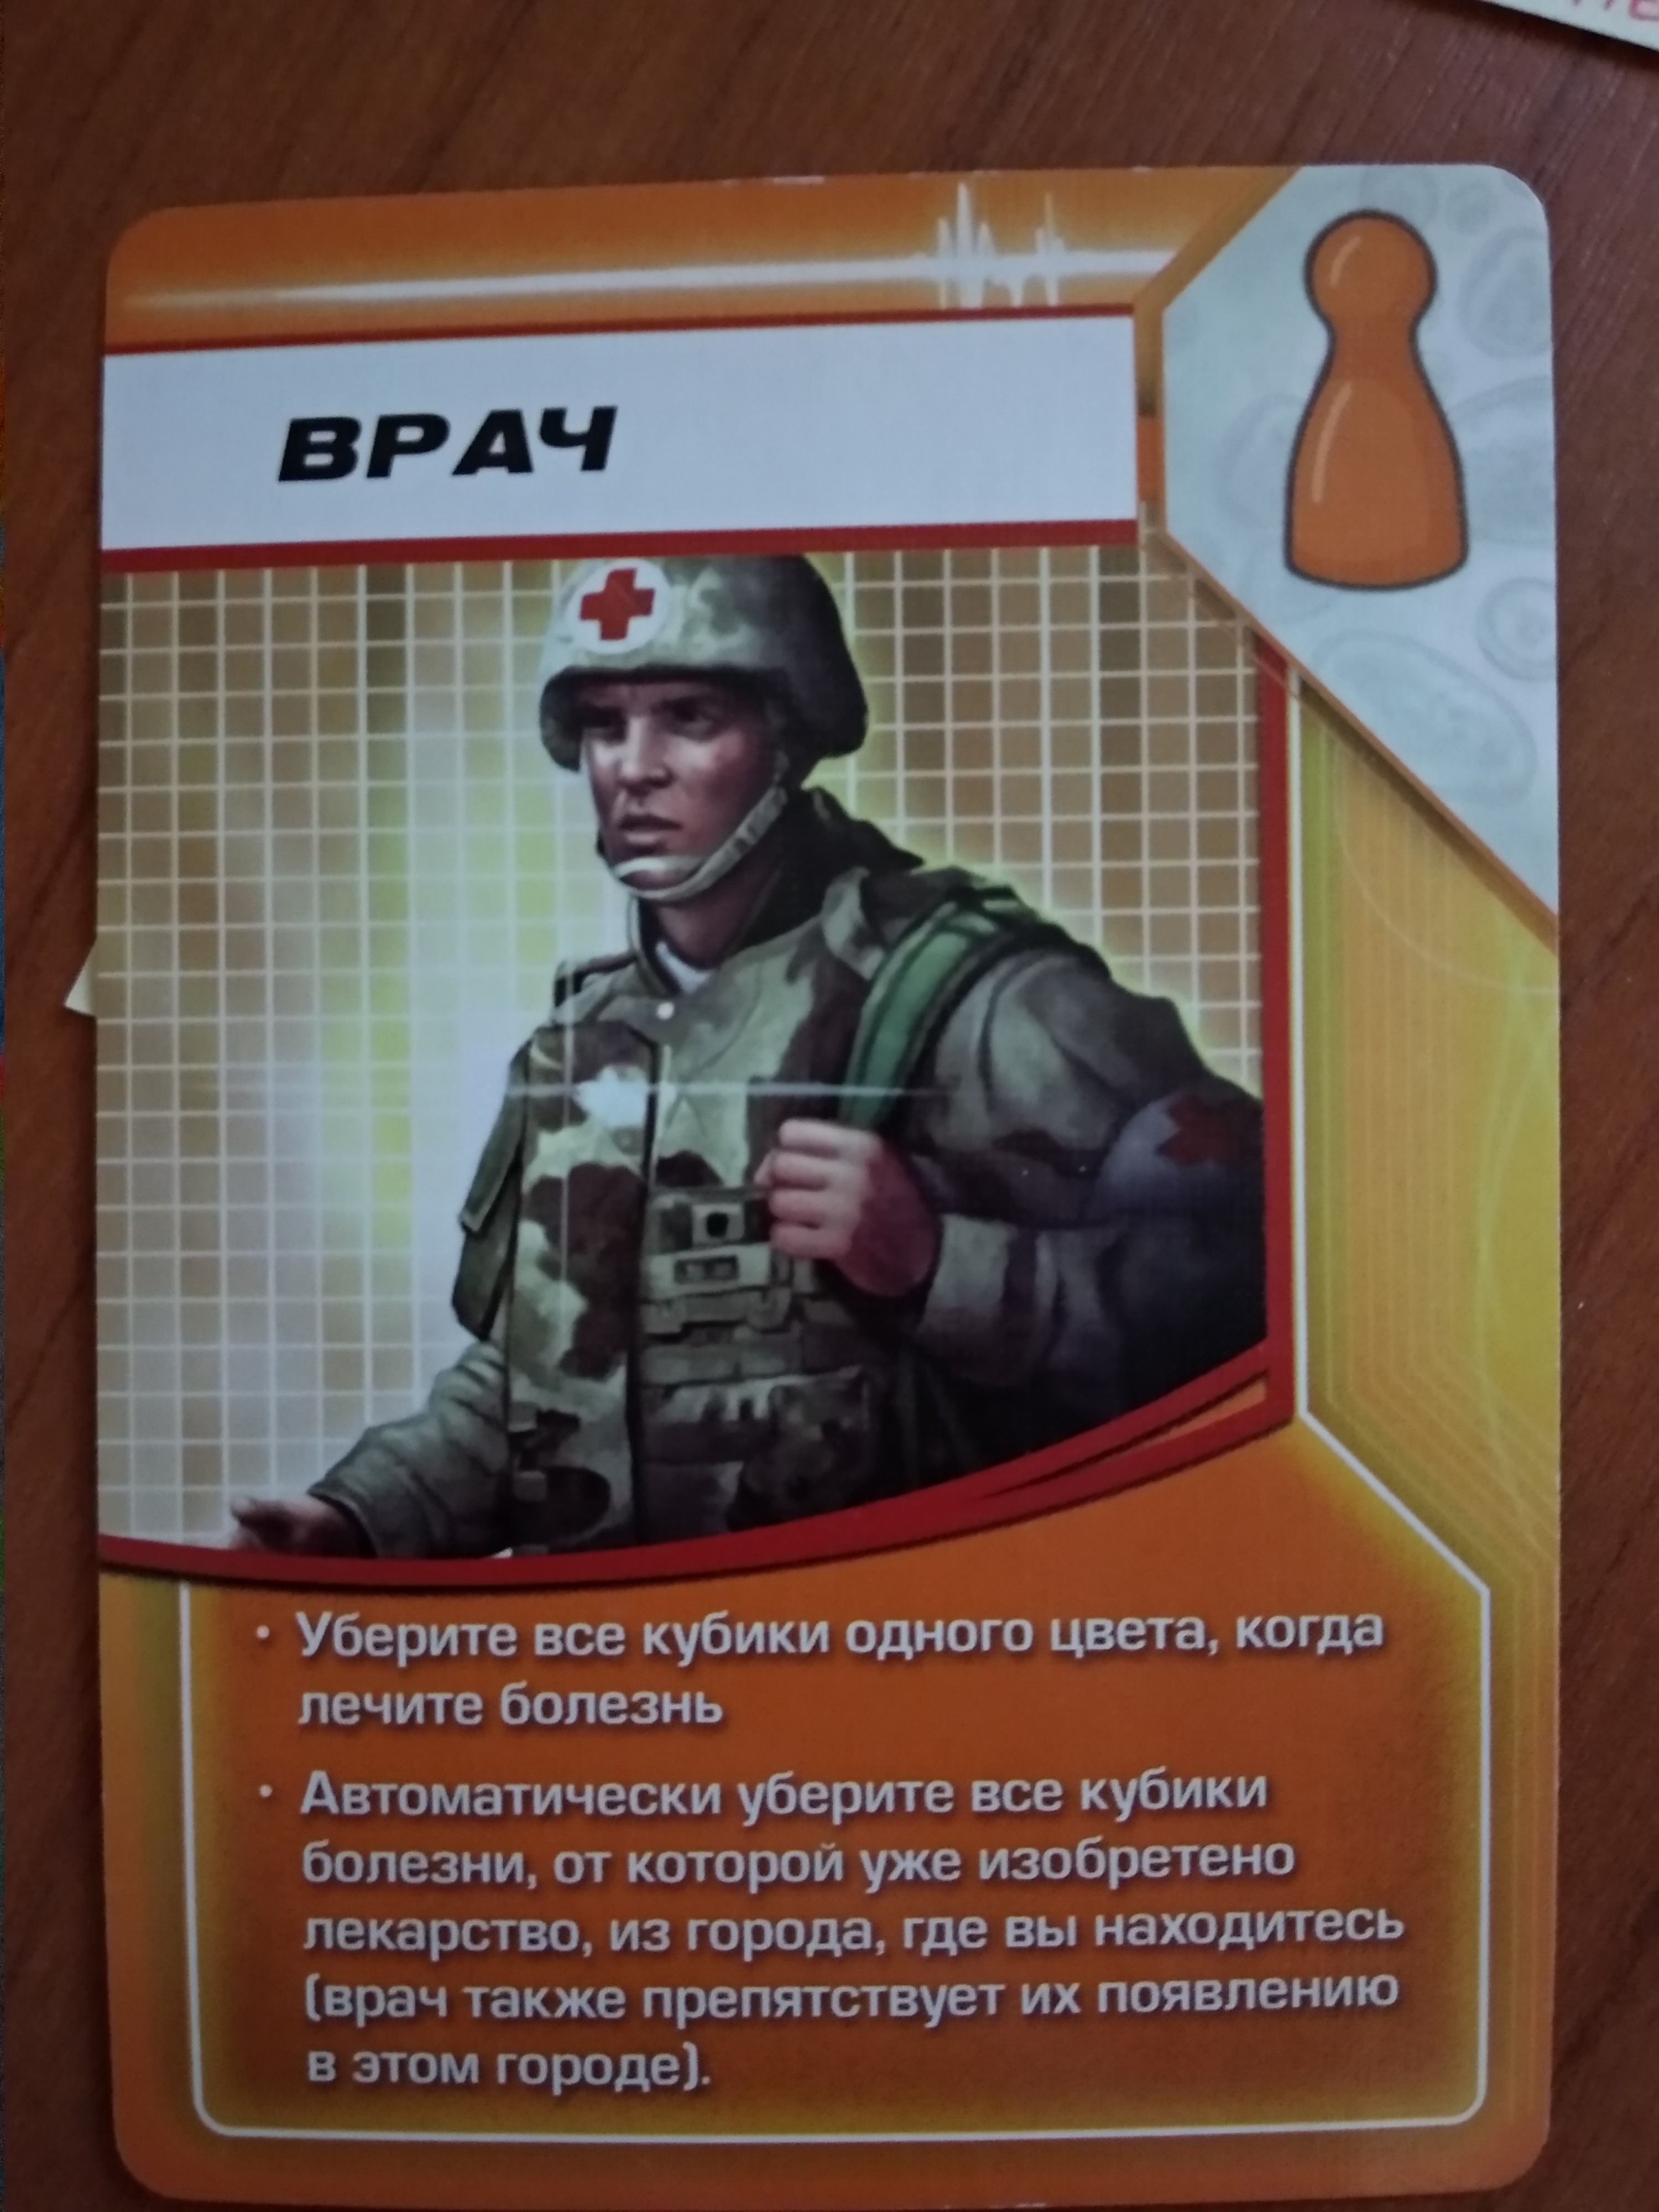 ВРАЧ
• Уберите все кубики одного цвета, когда
лечите болезнь
• Автоматически уберите все кубики
болезни, от которой уже изобретено
лекарство, из города, где вы находитесь
(врач также препятствует их появлению
в этом городе).